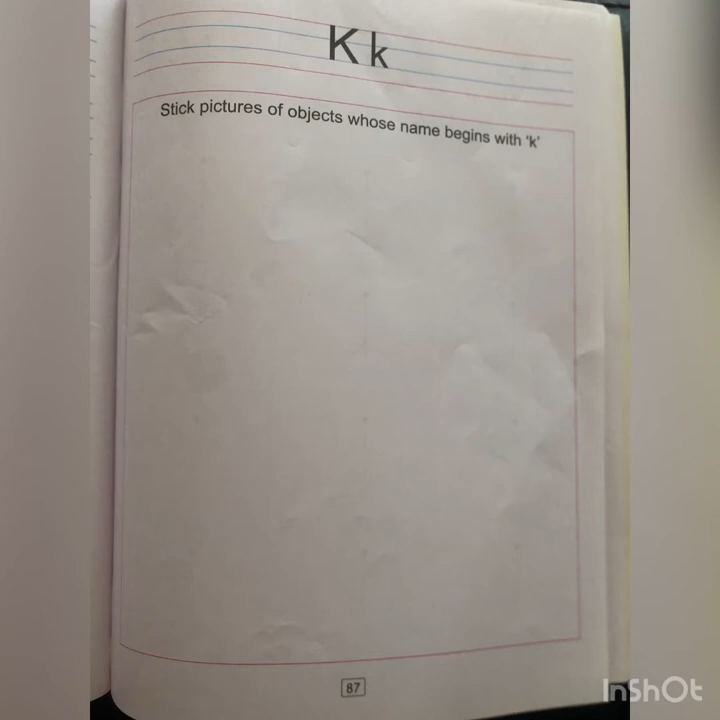 K k
Stick pictures of objects whose name begins with ‘k’
87
InShOt